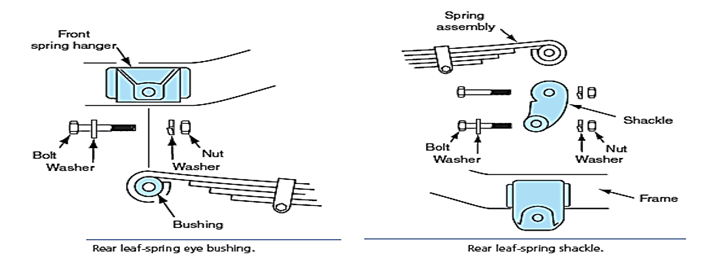 Front
spring hanger
Bolt
Washer
Washer
Nut
Bushing
Rear leaf-spring eye bushing.
Spring
assembly
Shackle
Bolt
Washer
Nut
Washer
Frame
Rear leaf-spring shackle.